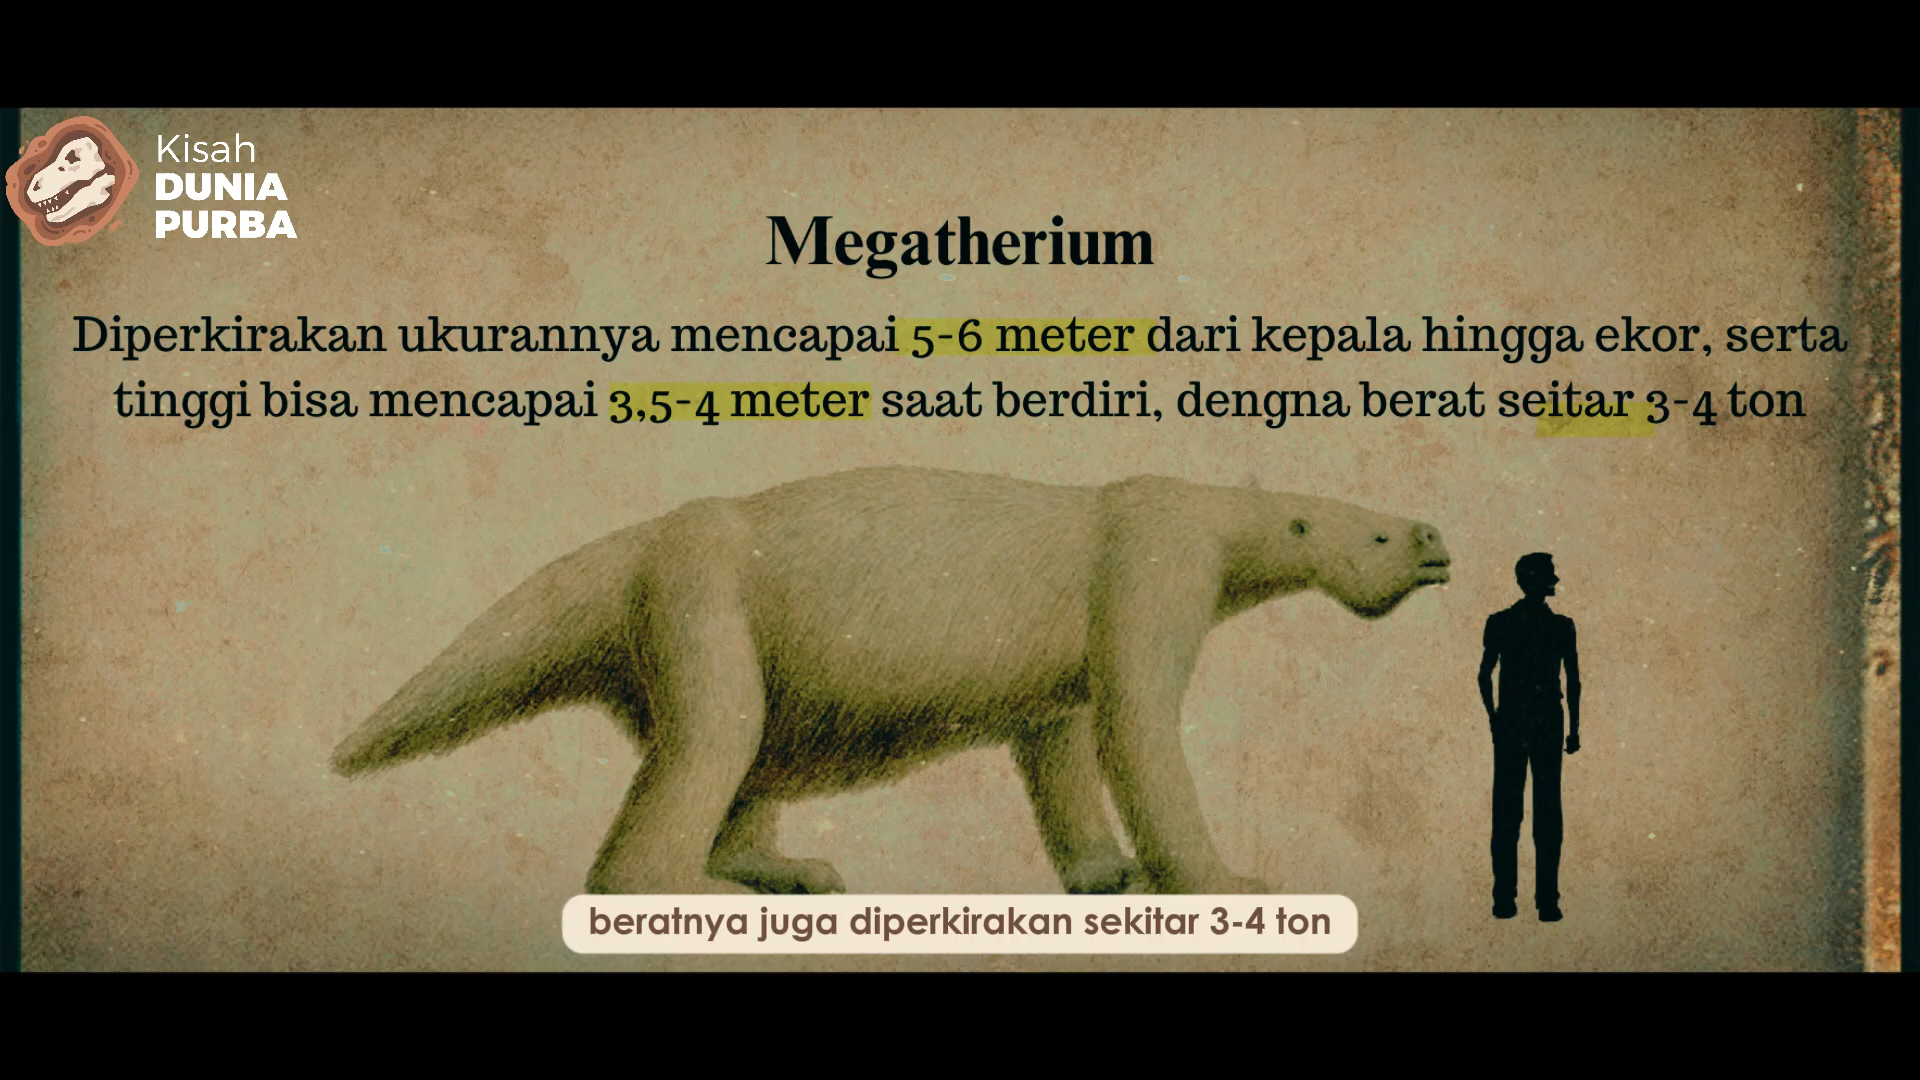 Kisah
DUNIA
PURBA
Megatherium
Diperkirakan ukurannya mencapai 5-6 meter dari kepala hingga ekor, serta
tinggi bisa mencapai 3,5-4 meter saat berdiri, dengna berat seitar 3-4 ton
beratnya juga diperkirakan sekitar 3-4 ton